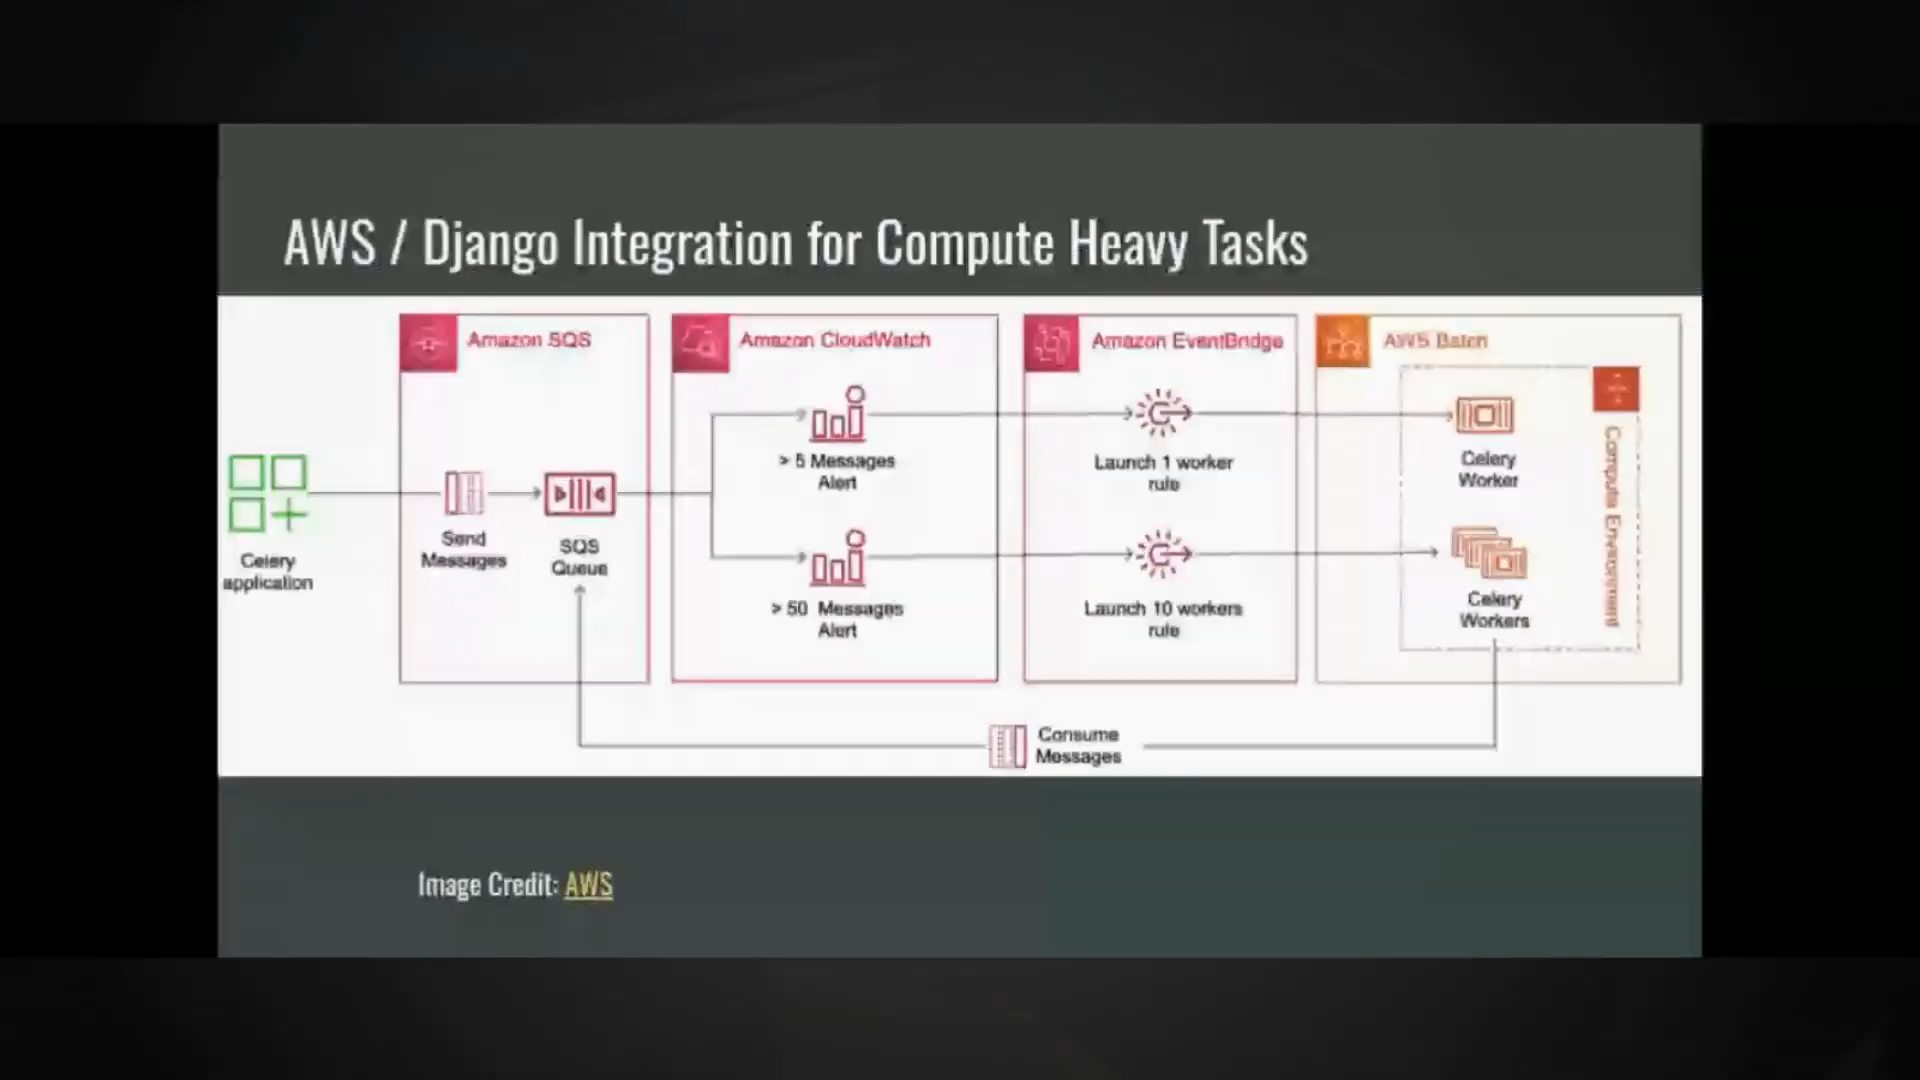 AWS / Django Integration for Compute Heavy Tasks
Amazon SQS
Amazon CloudWatch
Amazon EventBridge
AWS Batch
Celery
application
Send
Messages
SQS
Queue
> 5 Messages
Alert
> 50 Messages
Alert
Launch 1 worker
rule
Launch 10 workers
rule
Celery
Worker
Celery
Workers
Compute Environment
Consume
Messages
Image Credit: AWS